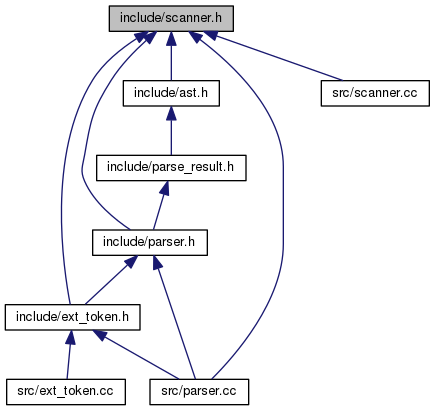 include/scanner.h
include/ast.h
src/scanner.cc
include/parse_result.h
include/parser.h
include/ext_token.h
src/ext_token.cc
src/parser.cc